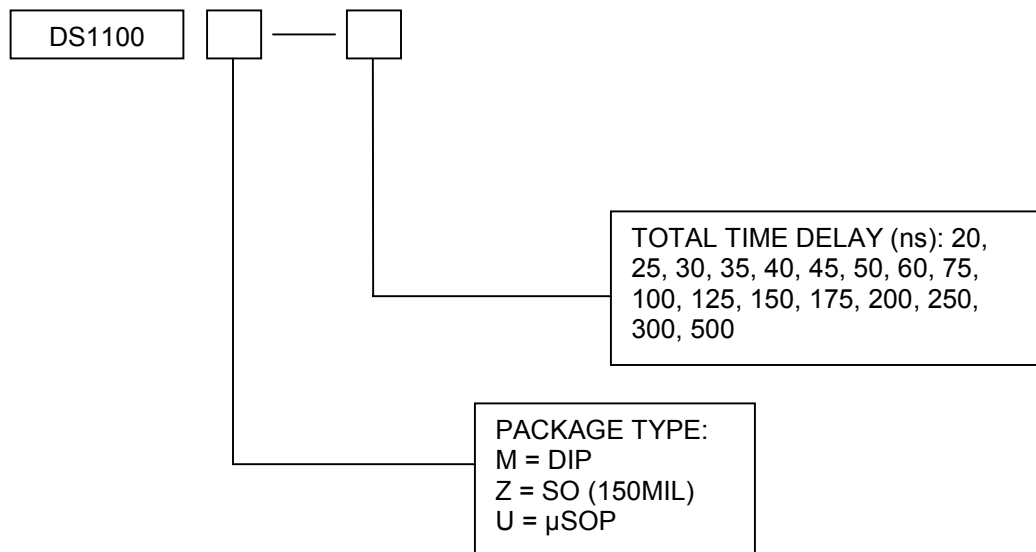 DS1100
TOTAL TIME DELAY (ns): 20,
25, 30, 35, 40, 45, 50, 60, 75,
100, 125, 150, 175, 200, 250,
300, 500
PACKAGE TYPE:
M = DIP
Z = SO (150MIL)
U = µSOP